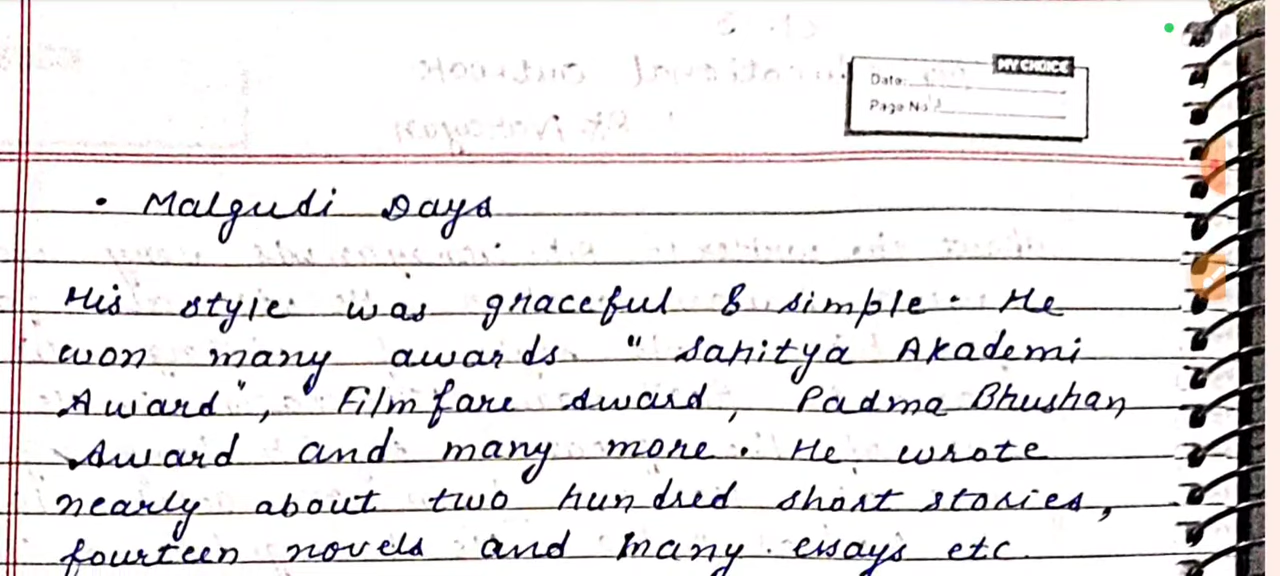 MY CHOICE
Date:
Page No.
• Malgudi Days
His style was graceful & simple. He
won many awards "Sahitya Akademi
Award", Filmfare Award, Padma Bhushan
Award and many more. He wrote
nearly about two hundred short stories,
fourteen novels and many essays etc